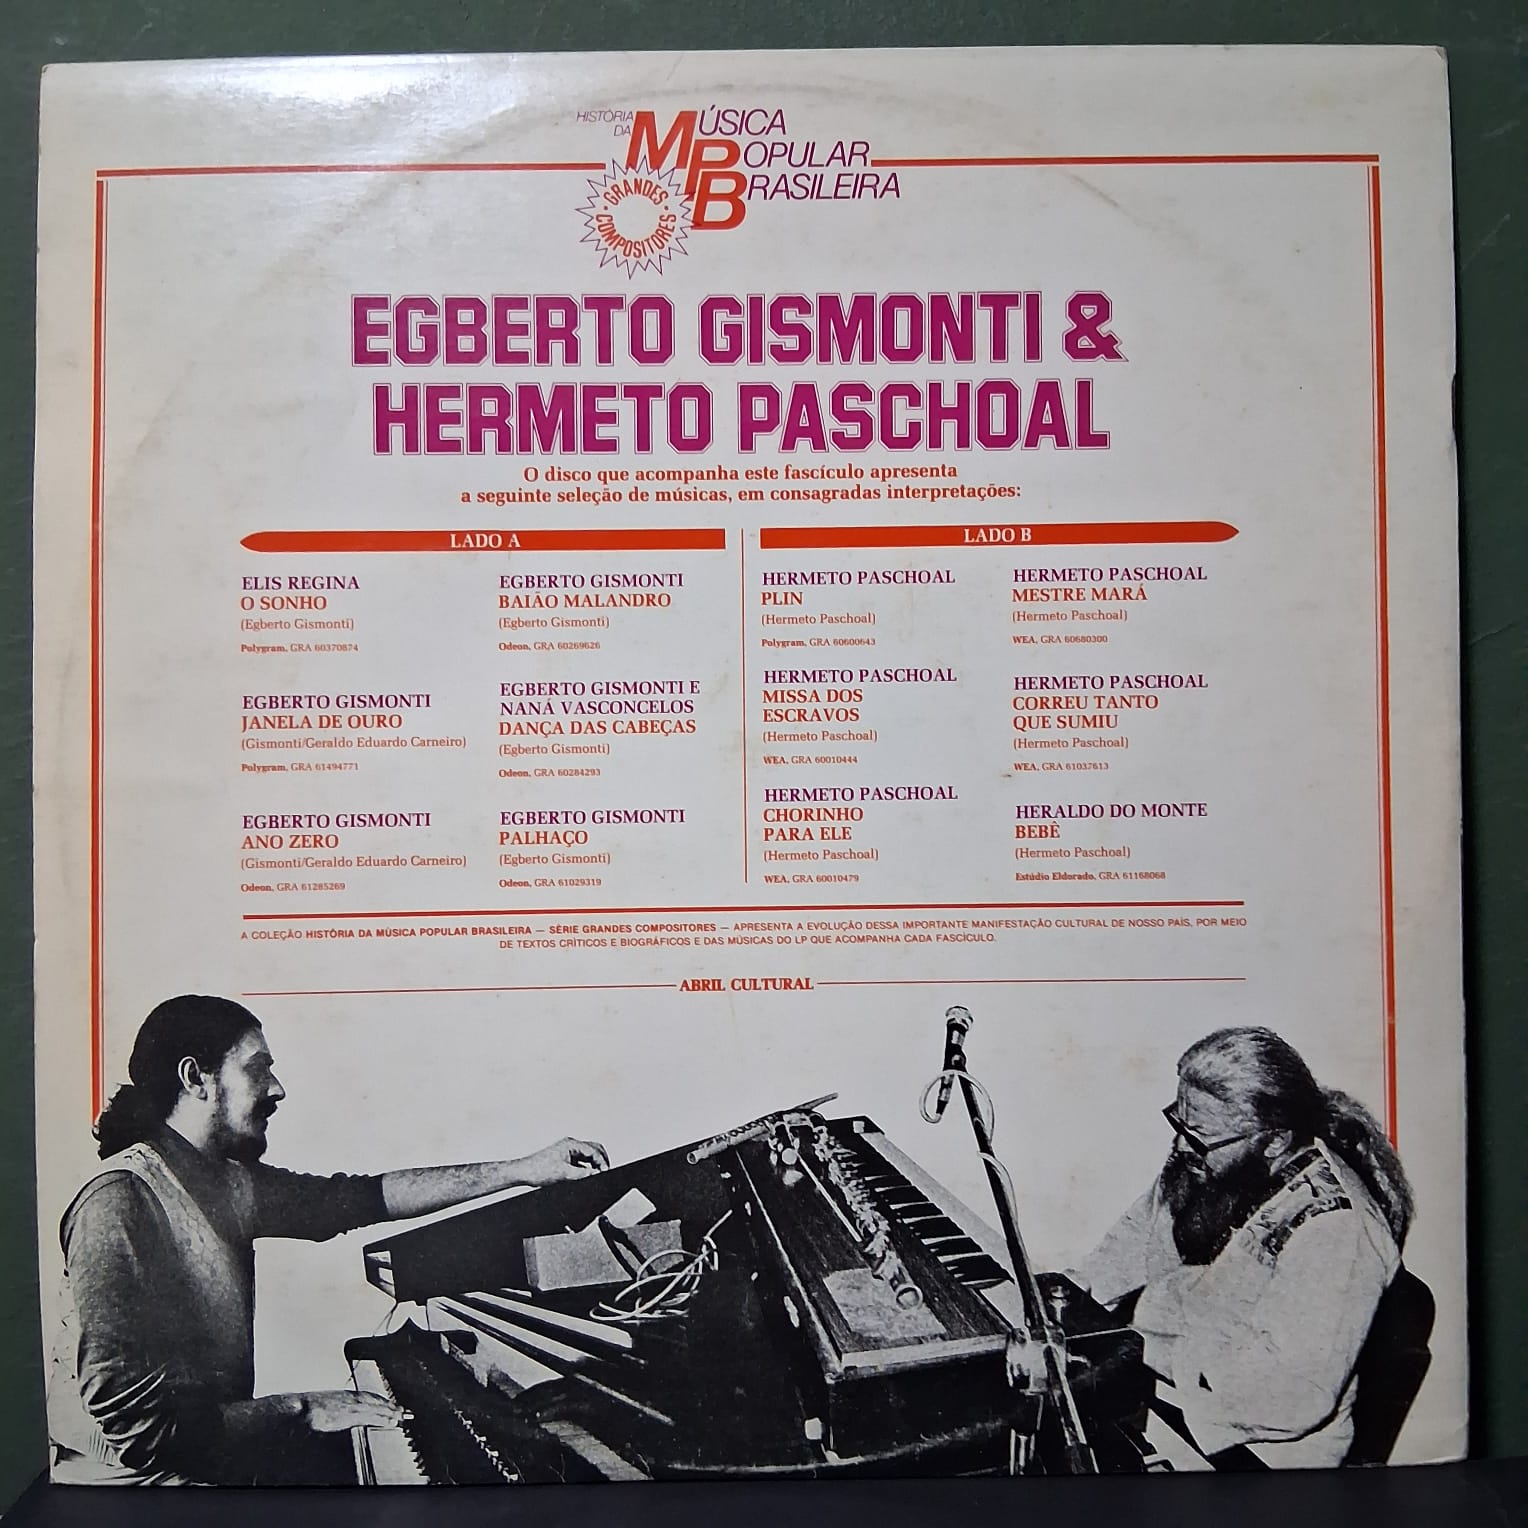 HISTÓRIA
DA
MÚSICA
POPULAR
BRASILEIRA
GRANDES
COMPOSITORES
EGBERTO GISMONTI &
HERMETO PASCHOAL
O disco que acompanha este fascículo apresenta
a seguinte seleção de músicas, em consagradas interpretações:
LADO A
ELIS REGINA
O SONHO
(Egberto Gismonti)
Polygram, GRA 60370874
EGBERTO GISMONTI
JANELA DE OURO
(Gismonti/Geraldo Eduardo Carneiro)
Polygram, GRA 61494771
EGBERTO GISMONTI
ANO ZERO
(Gismonti/Geraldo Eduardo Carneiro)
Odeon, GRA 61285269
EGBERTO GISMONTI
BAIÃO MALANDRO
(Egberto Gismonti)
Odeon, GRA 60269626
EGBERTO GISMONTI E
NANÁ VASCONCELOS
DANÇA DAS CABEÇAS
(Egberto Gismonti)
Odeon, GRA 60284293
EGBERTO GISMONTI
PALHAÇO
(Egberto Gismonti)
Odeon, GRA 61029319
LADO B
HERMETO PASCHOAL
PLIN
(Hermeto Paschoal)
Polygram, GRA 60600643
HERMETO PASCHOAL
MISSA DOS
ESCRAVOS
(Hermeto Paschoal)
WEA, GRA 60010444
HERMETO PASCHOAL
CHORINHO
PARA ELE
(Hermeto Paschoal)
WEA, GRA 60010479
HERMETO PASCHOAL
MESTRE MARÁ
(Hermeto Paschoal)
WEA, GRA 60680300
HERMETO PASCHOAL
CORREU TANTO
QUE SUMIU
(Hermeto Paschoal)
WEA, GRA 61037613
HERALDO DO MONTE
BEBÊ
(Hermeto Paschoal)
Estúdio Eldorado, GRA 61168068
A COLEÇÃO HISTÓRIA DA MÚSICA POPULAR BRASILEIRA — SÉRIE GRANDES COMPOSITORES — APRESENTA A EVOLUÇÃO DESSA IMPORTANTE MANIFESTAÇÃO CULTURAL DE NOSSO PAÍS, POR MEIO
DE TEXTOS CRÍTICOS E BIOGRÁFICOS E DAS MÚSICAS DO LP QUE ACOMPANHA CADA FASCÍCULO.
ABRIL CULTURAL